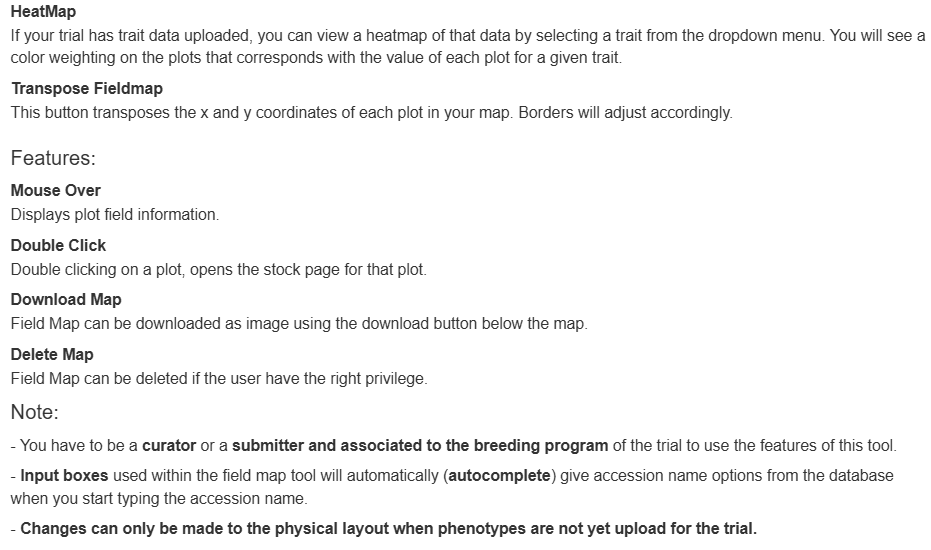 HeatMap
If your trial has trait data uploaded, you can view a heatmap of that data by selecting a trait from the dropdown menu. You will see a
color weighting on the plots that corresponds with the value of each plot for a given trait.
Transpose Fieldmap
This button transposes the x and y coordinates of each plot in your map. Borders will adjust accordingly.
Features:
Mouse Over
Displays plot field information.
Double Click
Double clicking on a plot, opens the stock page for that plot.
Download Map
Field Map can be downloaded as image using the download button below the map.
Delete Map
Field Map can be deleted if the user have the right privilege.
Note:
- You have to be a curator or a submitter and associated to the breeding program of the trial to use the features of this tool.
- Input boxes used within the field map tool will automatically (autocomplete) give accession name options from the database
when you start typing the accession name.
- Changes can only be made to the physical layout when phenotypes are not yet upload for the trial.